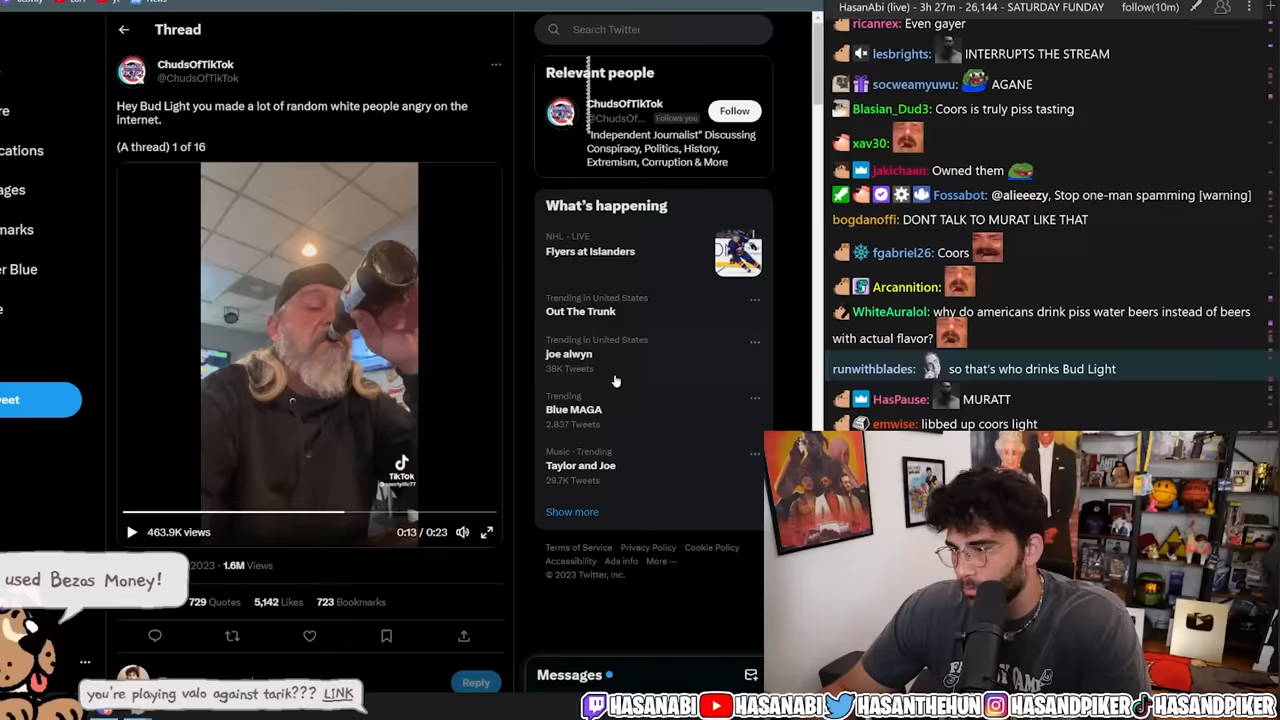 Thread
ChudsOfTikTok
@ChudsOfTikTok
Hey Bud Light you made a lot of random white people angry on the
internet.
(A thread) 1 of 16
TikTok
463.9K views
0:13 / 0:23
2023 · 1.6M Views
729 Quotes 5,142 Likes 723 Bookmarks
Reply
used Bezos Money!
you're playing valo against tarik??? LINK
Search Twitter
Relevant people
ChudsOfTikTok
@ChudsOf... Follows you
Follow
"Independent Journalist" Discussing
Conspiracy, Politics, History,
Extremism, Corruption & More
What's happening
NHL · LIVE
Flyers at Islanders
Trending in United States
Out The Trunk
Trending in United States
joe alwyn
38K Tweets
Trending
Blue MAGA
2,837 Tweets
Music · Trending
Taylor and Joe
29.7K Tweets
Show more
Terms of Service Privacy Policy Cookie Policy
Accessibility Ads info More ···
© 2023 Twitter, Inc.
Messages
HasanAbi (live) - 3h 27m - 26,144 - SATURDAY FUNDAY follow(10m)
ricanrex: Even gayer
lesbrights: INTERRUPTS THE STREAM
socweamyuwu: AGANE
Blasian_Dud3: Coors is truly piss tasting
xav30:
jakichaan: Owned them
Fossabot: @alieeezy, Stop one-man spamming [warning]
bogdanoffi: DONT TALK TO MURAT LIKE THAT
fgabriel26: Coors
Arcannition:
WhiteAuralol: why do americans drink piss water beers instead of beers
with actual flavor?
runwithblades: so that's who drinks Bud Light
HasPause: MURATT
emwise: libbed up coors light
HASANABI HASANABI HASANTHEHUN HASANDPIKER HASANDPIKER